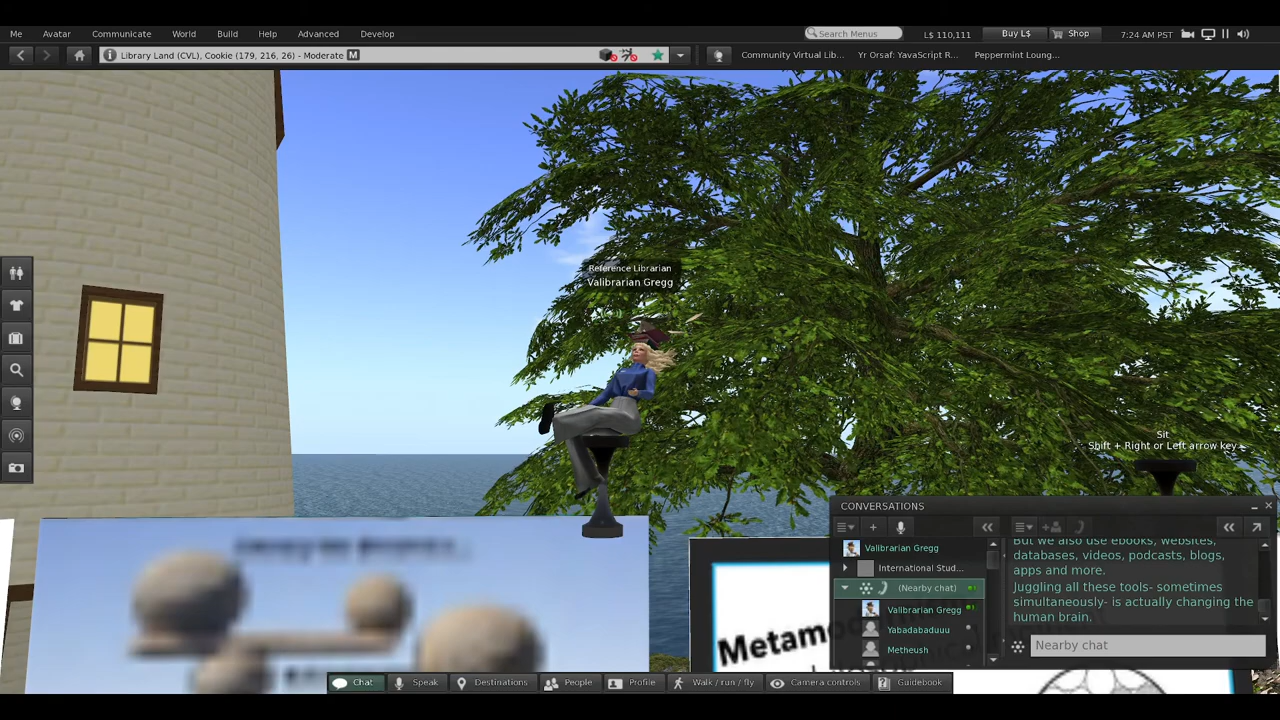 Me Avatar Communicate World Build Help Advanced Develop Search Menus L$ 110,111 Buy L$ Shop 7:24 AM PST
Library Land (CVL), Cookie (179, 216, 26) - Moderate M Community Virtual Lib... Yr Orsaf: YavaScript R... Peppermint Loung...
Reference Librarian
Valibrarian Gregg
Sit
Shift + Right or Left arrow key
CONVERSATIONS
Valibrarian Gregg
International Stud...
(Nearby chat)
Valibrarian Gregg
Yabadabaduuu
Metheush
But we also use ebooks, websites,
databases, videos, podcasts, blogs,
apps and more.
Juggling all these tools- sometimes
simultaneously- is actually changing the
human brain.
Nearby chat
Chat Speak Destinations People Profile Walk / run / fly Camera controls Guidebook